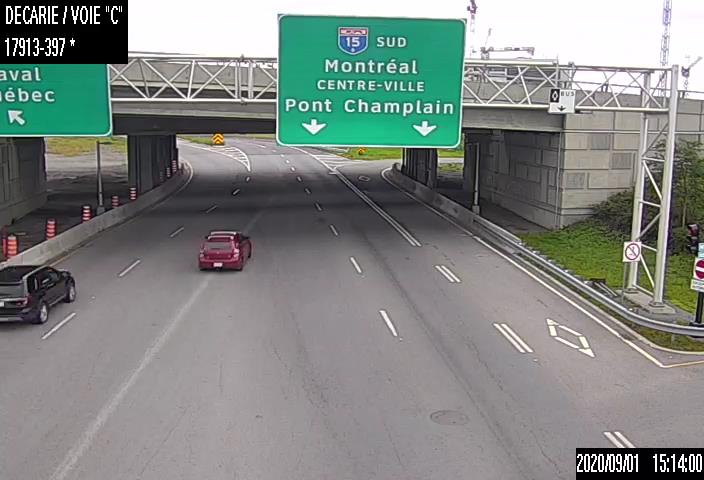 DECARIE / VOIE "C"
17913-397 *
aval
ébec
15 SUD
Montréal
CENTRE-VILLE
Pont Champlain
BUS
2020/09/01 15:14:00